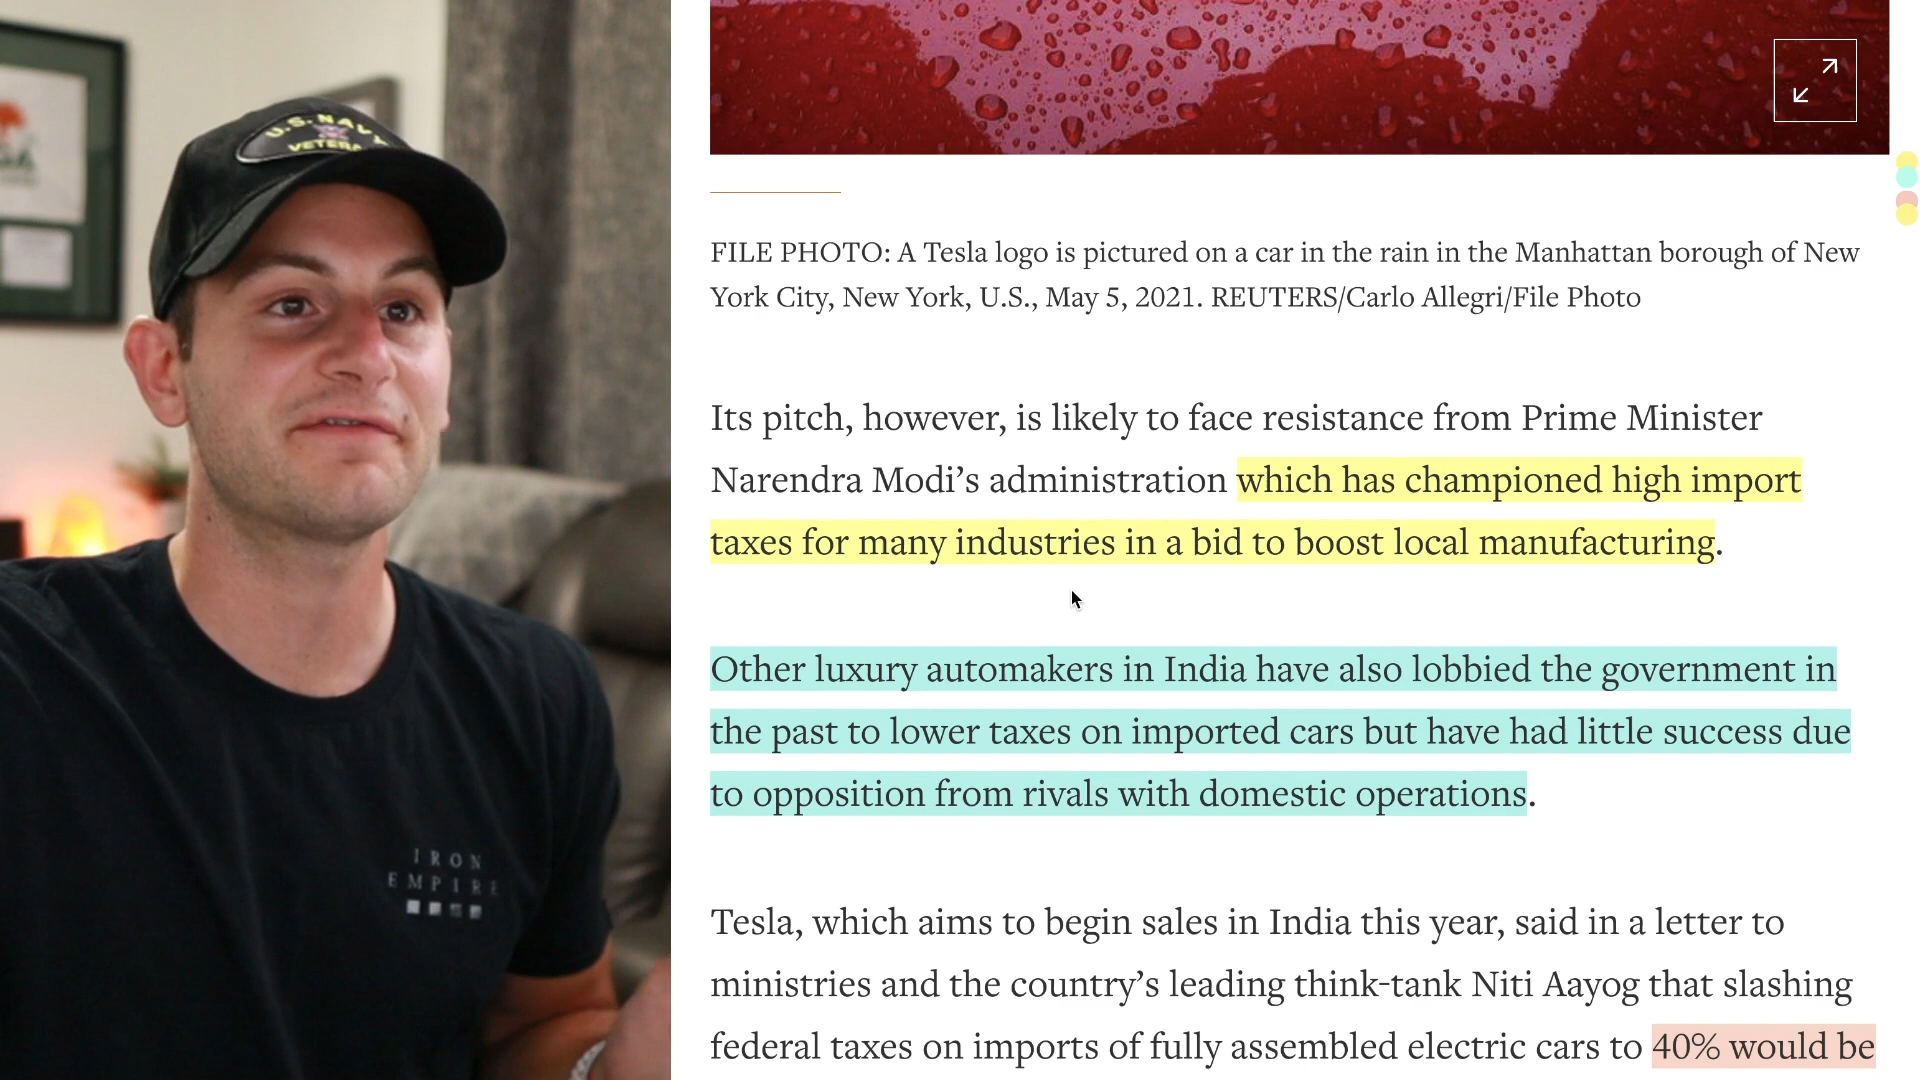 U.S. NAVY
VETERA
IRON
EMPIRE
FILE PHOTO: A Tesla logo is pictured on a car in the rain in the Manhattan borough of New
York City, New York, U.S., May 5, 2021. REUTERS/Carlo Allegri/File Photo
Its pitch, however, is likely to face resistance from Prime Minister
Narendra Modi’s administration which has championed high import
taxes for many industries in a bid to boost local manufacturing.
Other luxury automakers in India have also lobbied the government in
the past to lower taxes on imported cars but have had little success due
to opposition from rivals with domestic operations.
Tesla, which aims to begin sales in India this year, said in a letter to
ministries and the country’s leading think-tank Niti Aayog that slashing
federal taxes on imports of fully assembled electric cars to 40% would be